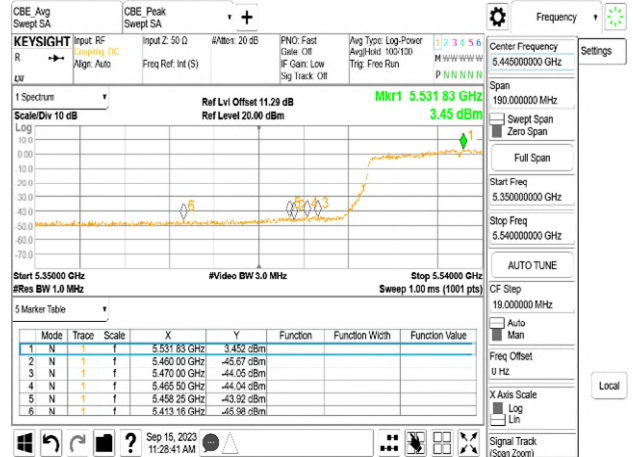 CBE_Avg
Swept SA
CBE_Peak
Swept SA
Frequency
KEYSIGHT
R
Input: RF
Coupling: DC
Align: Auto
Input Z: 50 Ω
Freq Ref: Int (S)
#Atten: 20 dB
PNO: Fast
Gate: Off
IF Gain: Low
Sig Track: Off
Avg Type: Log-Power
Avg|Hold: 100/100
Trig: Free Run
1 2 3 4 5 6
M W W W W W
P N N N N N
1 Spectrum
Scale/Div 10 dB
Ref Lvl Offset 11.29 dB
Ref Level 20.00 dBm
Mkr1 5.531 83 GHz
3.45 dBm
Log
10.0
0.00
-10.0
-20.0
-30.0
-40.0
-50.0
-60.0
-70.0
1
6
4
3
Start 5.35000 GHz
#Res BW 1.0 MHz
#Video BW 3.0 MHz
Stop 5.54000 GHz
Sweep 1.00 ms (1001 pts)
5 Marker Table
Mode Trace Scale X Y Function Function Width Function Value
1 N 1 f 5.531 83 GHz 3.452 dBm
2 N 1 f 5.460 00 GHz -45.67 dBm
3 N 1 f 5.470 00 GHz -44.05 dBm
4 N 1 f 5.465 50 GHz -44.04 dBm
5 N 1 f 5.458 25 GHz -43.92 dBm
6 N 1 f 5.413 16 GHz -45.98 dBm
Sep 15, 2023
11:28:41 AM
Center Frequency
5.445000000 GHz
Settings
Span
190.000000 MHz
Swept Span
Zero Span
Full Span
Start Freq
5.350000000 GHz
Stop Freq
5.540000000 GHz
AUTO TUNE
CF Step
19.000000 MHz
Auto
Man
Freq Offset
0 Hz
X Axis Scale
Log
Lin
Local
Signal Track
(Span Zoom)